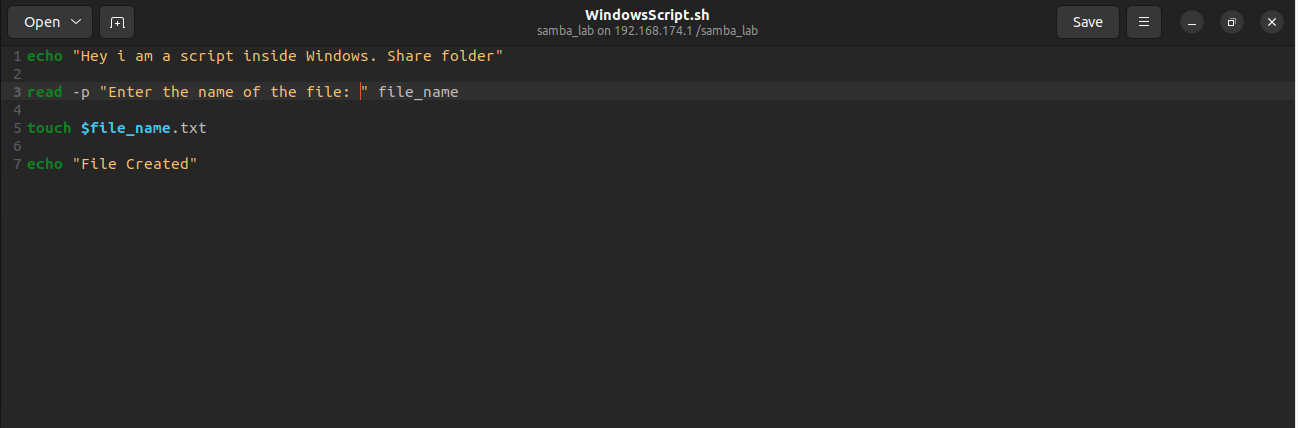 Open
WindowsScript.sh
samba_lab on 192.168.174.1 /samba_lab
Save
1 echo "Hey i am a script inside Windows. Share folder"
2
3 read -p "Enter the name of the file: " file_name
4
5 touch $file_name.txt
6
7 echo "File Created"